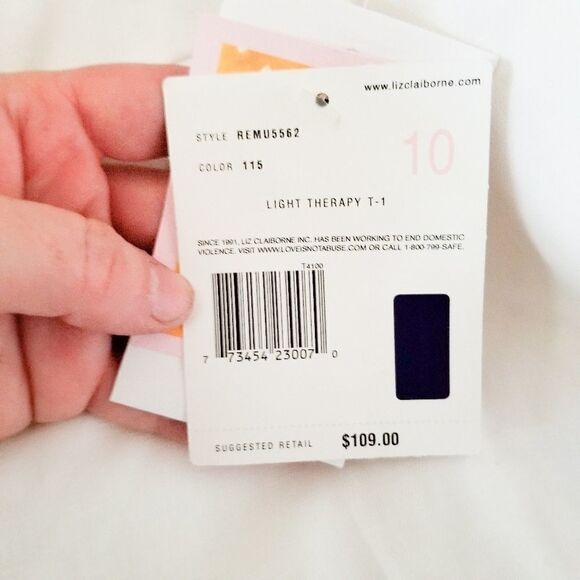 www.lizclaiborne.com
STYLE REMU5562
10
COLOR 115
LIGHT THERAPY T-1
SINCE 1991, LIZ CLAIBORNE INC. HAS BEEN WORKING TO END DOMESTIC
VIOLENCE. VISIT WWW.LOVEISNOTABUSE.COM OR CALL 1-800-799-SAFE.
T4100
7 73454 23007 0
SUGGESTED RETAIL $109.00